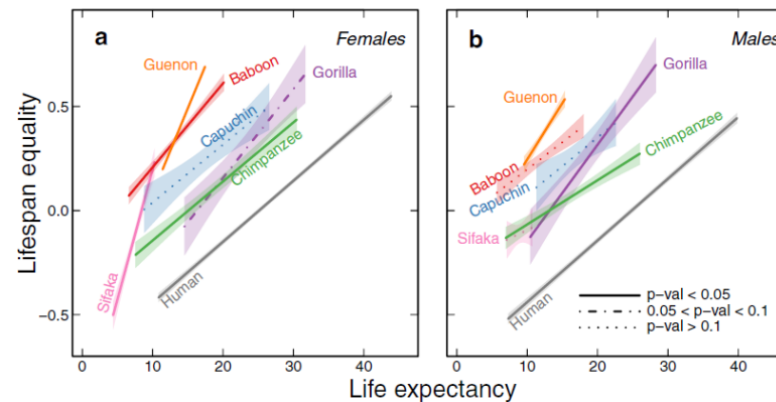 a
Females
Guenon
Baboon
Gorilla
Capuchin
Chimpanzee
Sifaka
Human
b
Males
Gorilla
Guenon
Chimpanzee
Baboon
Capuchin
Sifaka
Human
p−val < 0.05
0.05 < p−val < 0.1
p−val > 0.1
Lifespan equality
0.5
0.0
−0.5
0 10 20 30 40
0 10 20 30 40
Life expectancy